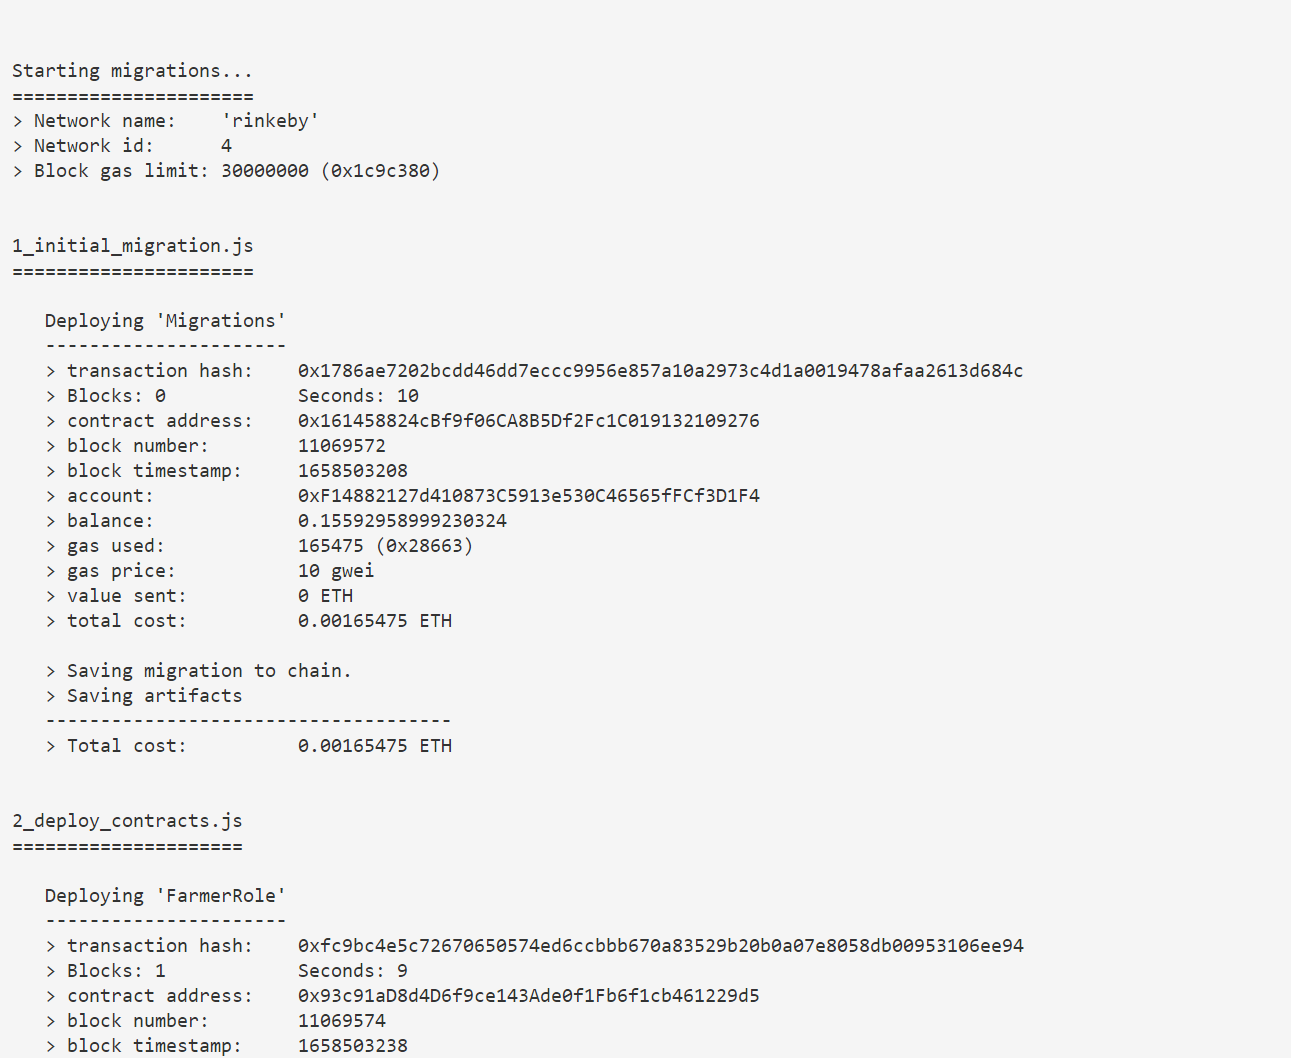 Starting migrations...
======================
> Network name:    'rinkeby'
> Network id:      4
> Block gas limit: 30000000 (0x1c9c380)
1_initial_migration.js
======================
   Deploying 'Migrations'
   ----------------------
   > transaction hash:    0x1786ae7202bcdd46dd7eccc9956e857a10a2973c4d1a0019478afaa2613d684c
   > Blocks: 0            Seconds: 10
   > contract address:    0x161458824cBf9f06CA8B5Df2Fc1C019132109276
   > block number:        11069572
   > block timestamp:     1658503208
   > account:             0xF14882127d410873C5913e530C46565fFCf3D1F4
   > balance:             0.15592958999230324
   > gas used:            165475 (0x28663)
   > gas price:           10 gwei
   > value sent:          0 ETH
   > total cost:          0.00165475 ETH
   > Saving migration to chain.
   > Saving artifacts
   -------------------------------------
   > Total cost:          0.00165475 ETH
2_deploy_contracts.js
=====================
   Deploying 'FarmerRole'
   ----------------------
   > transaction hash:    0xfc9bc4e5c72670650574ed6ccbbb670a83529b20b0a07e8058db00953106ee94
   > Blocks: 1            Seconds: 9
   > contract address:    0x93c91aD8d4D6f9ce143Ade0f1Fb6f1cb461229d5
   > block number:        11069574
   > block timestamp:     1658503238